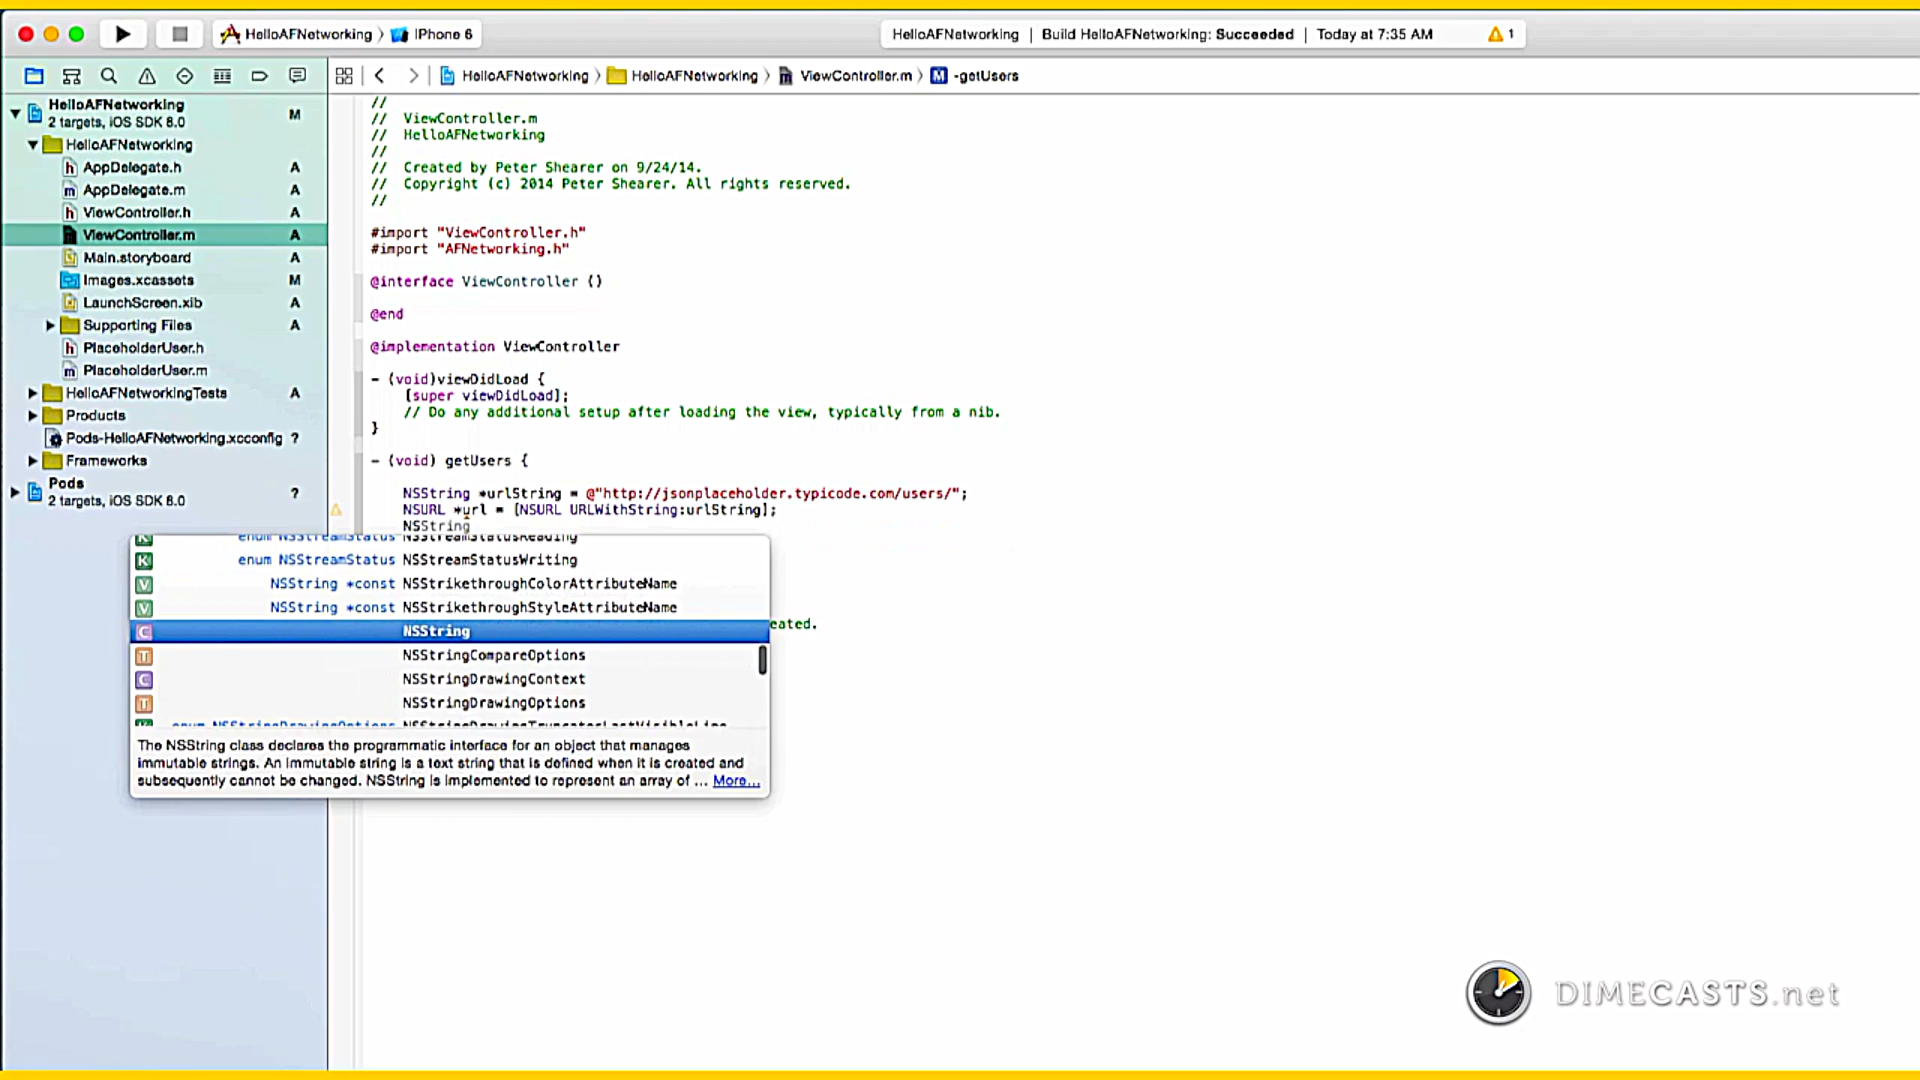 HelloAFNetworking iPhone 6
HelloAFNetworking | Build HelloAFNetworking: Succeeded | Today at 7:35 AM 1
HelloAFNetworking HelloAFNetworking ViewController.m M -getUsers
HelloAFNetworking
2 targets, iOS SDK 8.0 M
HelloAFNetworking
h AppDelegate.h A
m AppDelegate.m A
h ViewController.h A
ViewController.m A
Main.storyboard A
Images.xcassets M
LaunchScreen.xib A
Supporting Files A
h PlaceholderUser.h
m PlaceholderUser.m
HelloAFNetworkingTests A
Products
Pods-HelloAFNetworking.xcconfig ?
Frameworks
Pods
2 targets, iOS SDK 8.0 ?
//
// ViewController.m
// HelloAFNetworking
//
// Created by Peter Shearer on 9/24/14.
// Copyright (c) 2014 Peter Shearer. All rights reserved.
//
#import "ViewController.h"
#import "AFNetworking.h"
@interface ViewController ()
@end
@implementation ViewController
- (void)viewDidLoad {
[super viewDidLoad];
// Do any additional setup after loading the view, typically from a nib.
}
- (void) getUsers {
NSString *urlString = @"http://jsonplaceholder.typicode.com/users/";
NSURL *url = [NSURL URLWithString:urlString];
NSString
K enum NSStreamStatus NSStreamStatusReading
K enum NSStreamStatus NSStreamStatusWriting
V NSString *const NSStrikethroughColorAttributeName
V NSString *const NSStrikethroughStyleAttributeName
eated.
C NSString
T NSStringCompareOptions
C NSStringDrawingContext
T NSStringDrawingOptions
K enum NSStringDrawingOptions NSStringDrawingTruncatesLastVisibleLine
The NSString class declares the programmatic interface for an object that manages
immutable strings. An immutable string is a text string that is defined when it is created and
subsequently cannot be changed. NSString is implemented to represent an array of ... More...
DIMECASTS.net